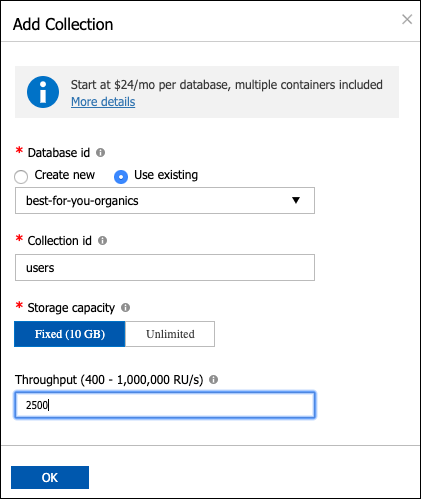 Add Collection
Start at $24/mo per database, multiple containers included
More details
* Database id
Create new Use existing
best-for-you-organics
* Collection id
users
* Storage capacity
Fixed (10 GB) Unlimited
Throughput (400 - 1,000,000 RU/s)
2500
OK